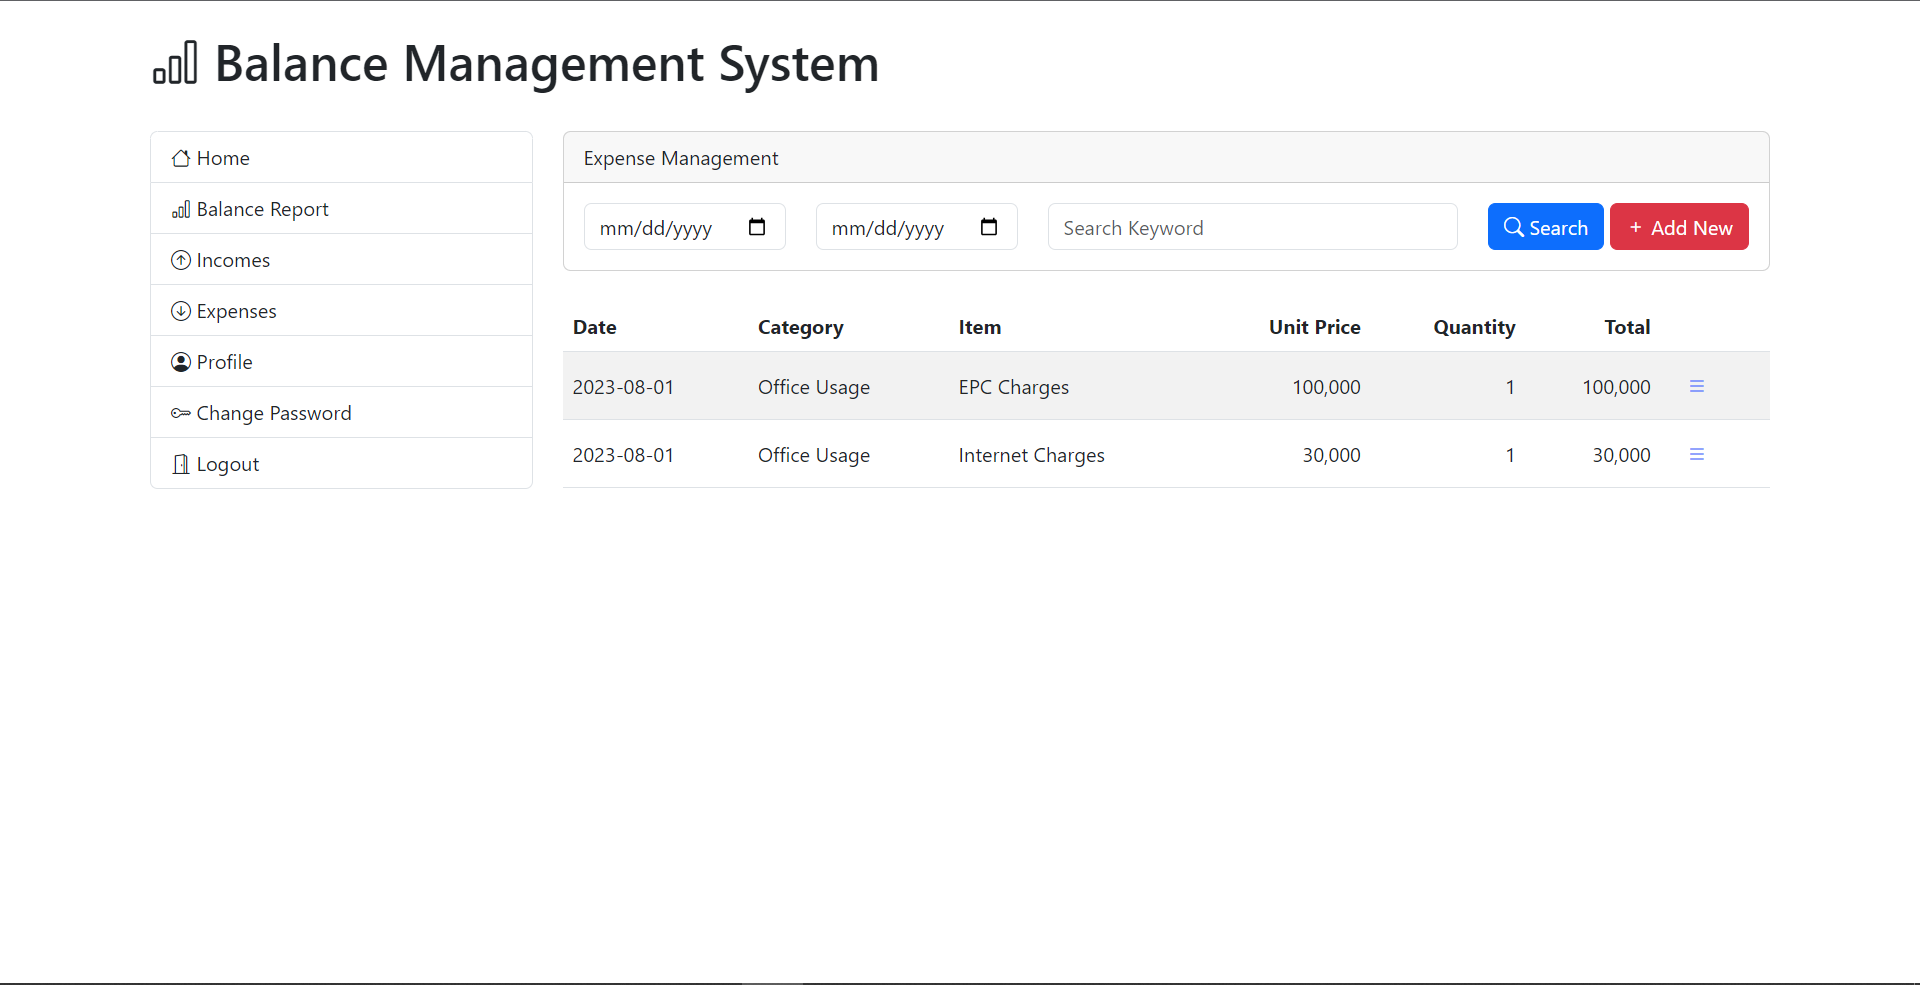 Balance Management System
Home
Balance Report
Incomes
Expenses
Profile
Change Password
Logout
Expense Management
mm/dd/yyyy mm/dd/yyyy Search Keyword Search + Add New
Date Category Item Unit Price Quantity Total
2023-08-01 Office Usage EPC Charges 100,000 1 100,000
2023-08-01 Office Usage Internet Charges 30,000 1 30,000